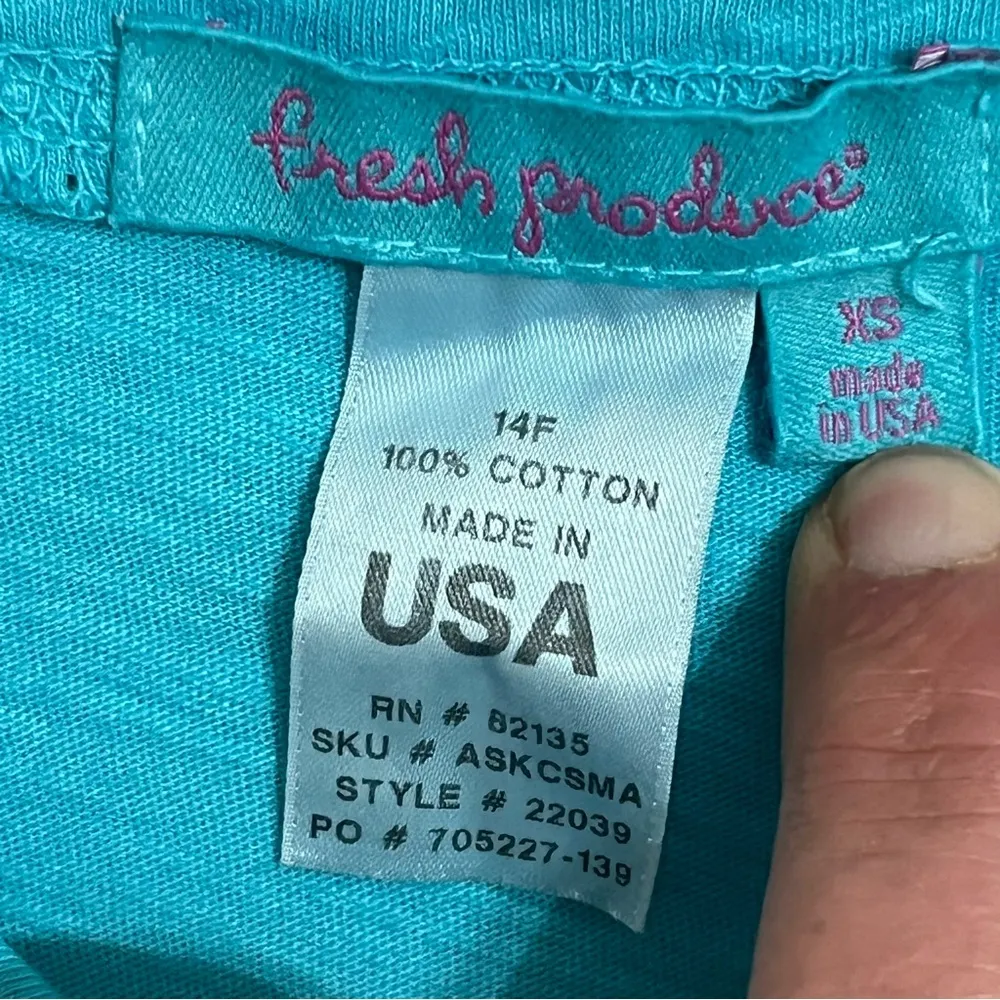 fresh produce®
XS
made
in USA
14F
100% COTTON
MADE IN
USA
RN # 82135
SKU # ASKCSMA
STYLE # 22039
PO # 705227-139